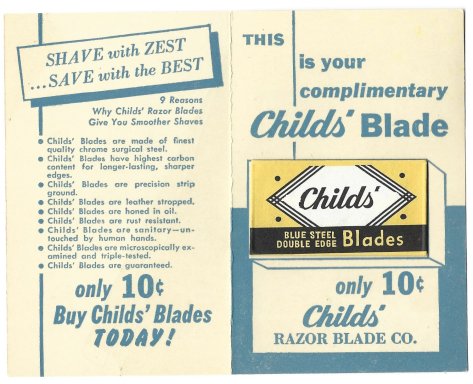 SHAVE with ZEST
...SAVE with the BEST
9 Reasons
Why Childs' Razor Blades
Give You Smoother Shaves
● Childs' Blades are made of finest
quality chrome surgical steel.
● Childs' Blades have highest carbon
content for longer-lasting, sharper
edges.
● Childs' Blades are precision strip
ground.
● Childs' Blades are leather stropped.
● Childs' Blades are honed in oil.
● Childs' Blades are rust resistant.
● Childs' Blades are sanitary—un-
touched by human hands.
● Childs' Blades are microscopically ex-
amined and triple-tested.
● Childs' Blades are guaranteed.
only 10¢
Buy Childs' Blades
TODAY!
THIS
is your
complimentary
Childs' Blade
Childs'
BLUE STEEL
DOUBLE EDGE Blades
only 10¢
Childs'
RAZOR BLADE CO.